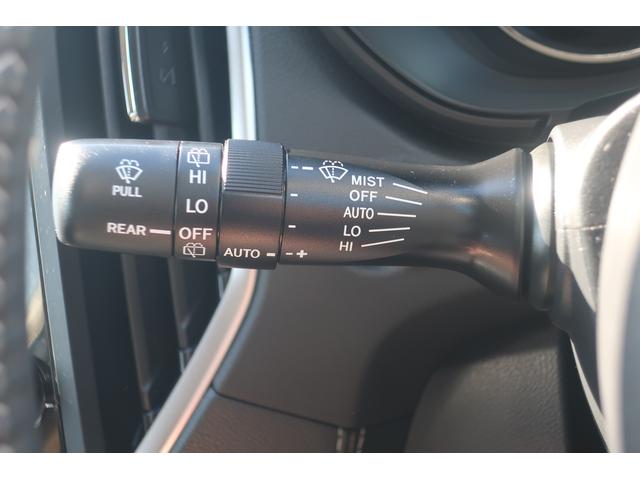 PULL
REAR
HI
LO
OFF
AUTO
- +
MIST
OFF
AUTO
LO
HI